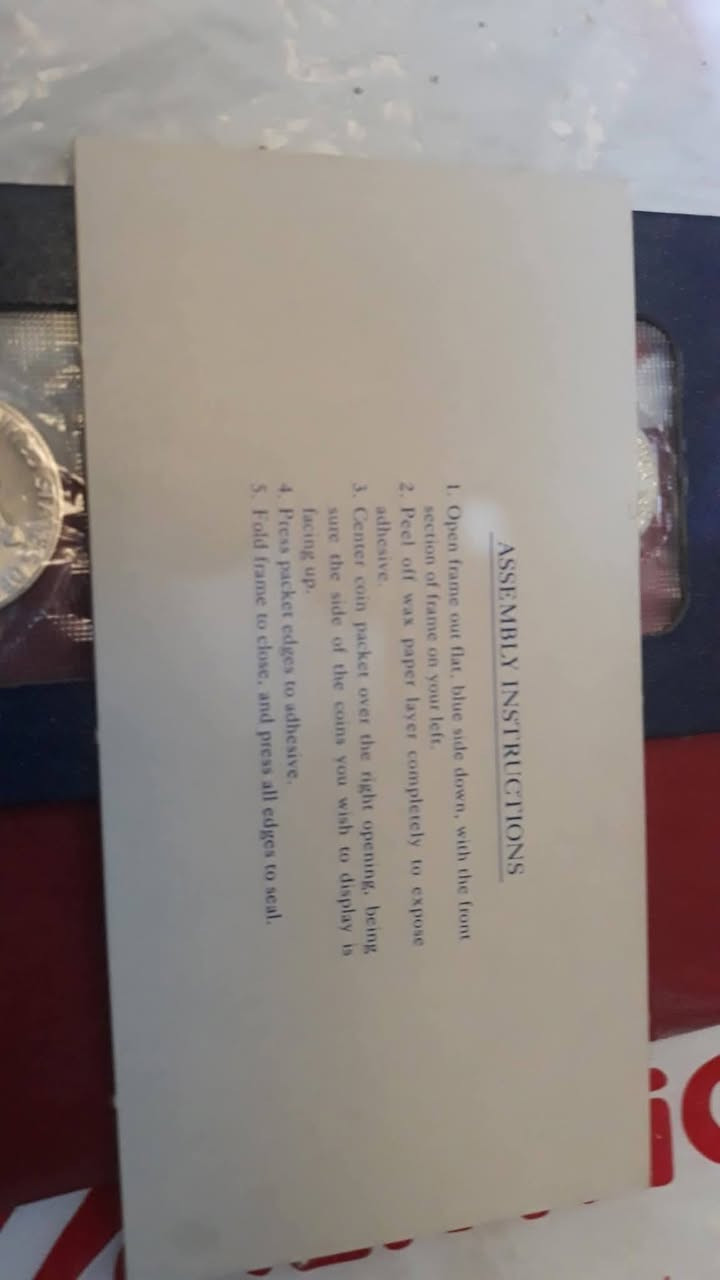 ASSEMBLY INSTRUCTIONS
1. Open frame out flat, blue side down, with the front
section of frame on your left.
2. Peel off wax paper layer completely to expose
adhesive.
3. Center coin packet over the right opening, being
sure the side of the coins you wish to display is
facing up.
4. Press packet edges to adhesive.
5. Fold frame to close, and press all edges to seal.